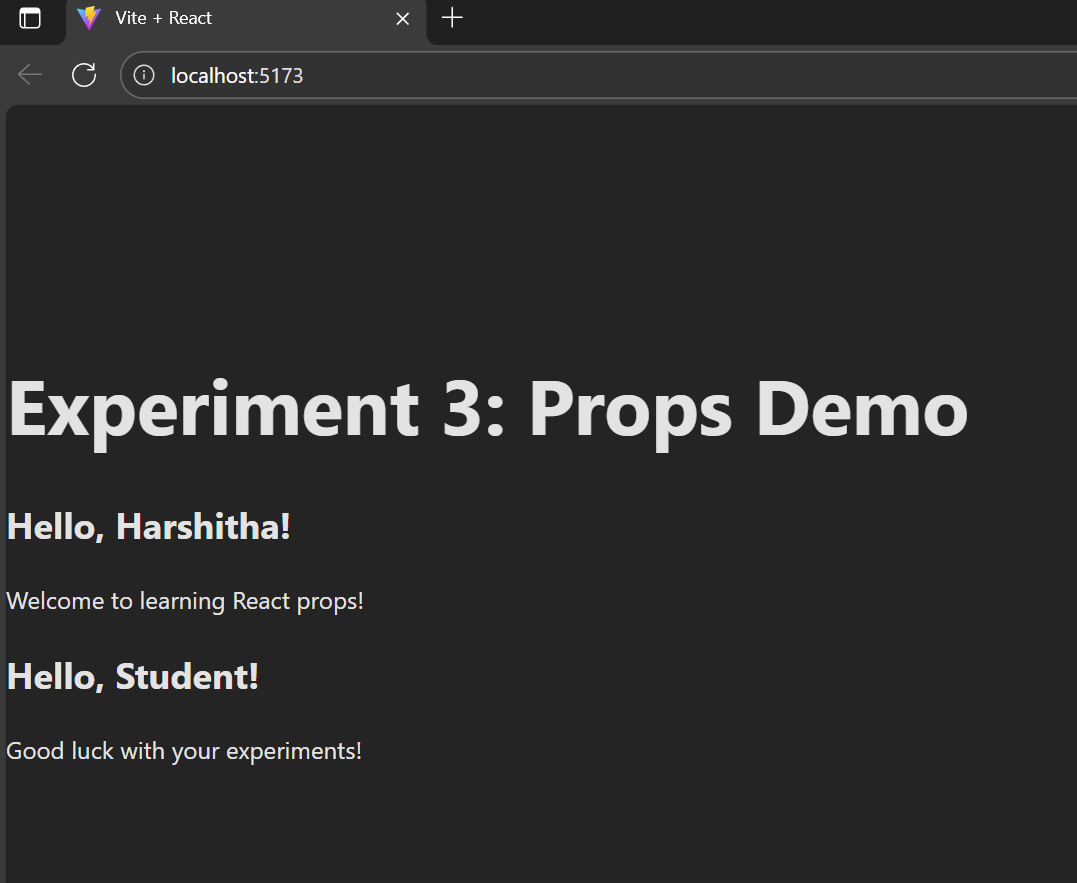 Vite + React
localhost:5173
Experiment 3: Props Demo
Hello, Harshitha!
Welcome to learning React props!
Hello, Student!
Good luck with your experiments!